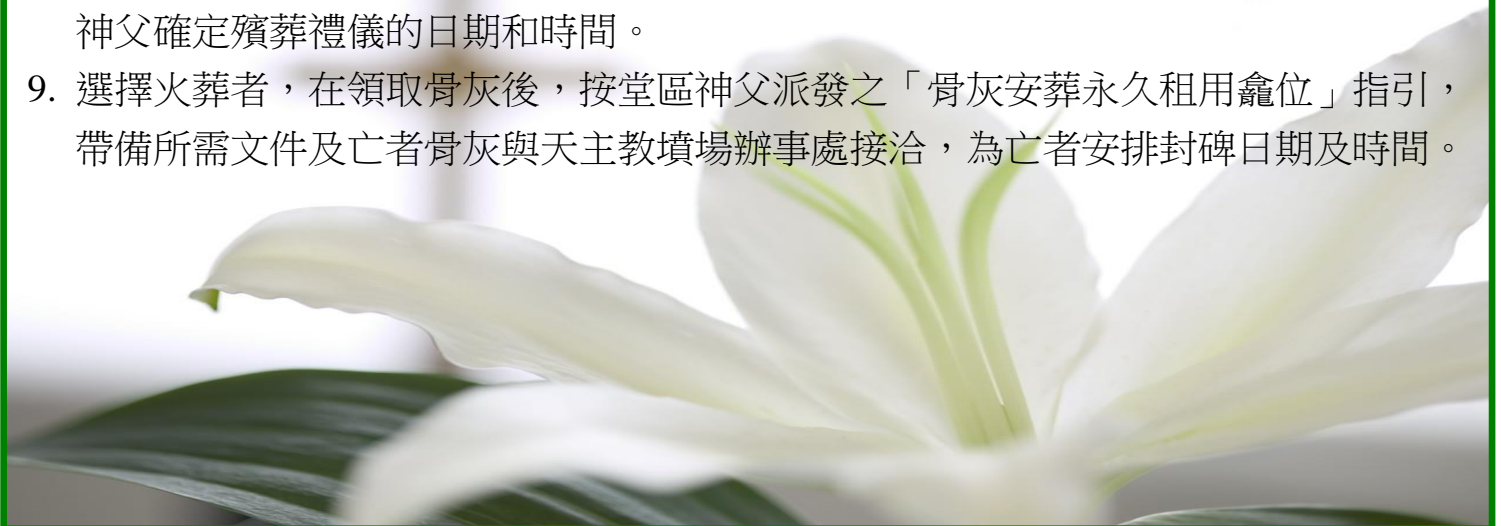 神父確定殯葬禮儀的日期和時間。
9. 選擇火葬者，在領取骨灰後，按堂區神父派發之「骨灰安葬永久租用龕位」指引，
帶備所需文件及亡者骨灰與天主教墳場辦事處接洽，為亡者安排封碑日期及時間。